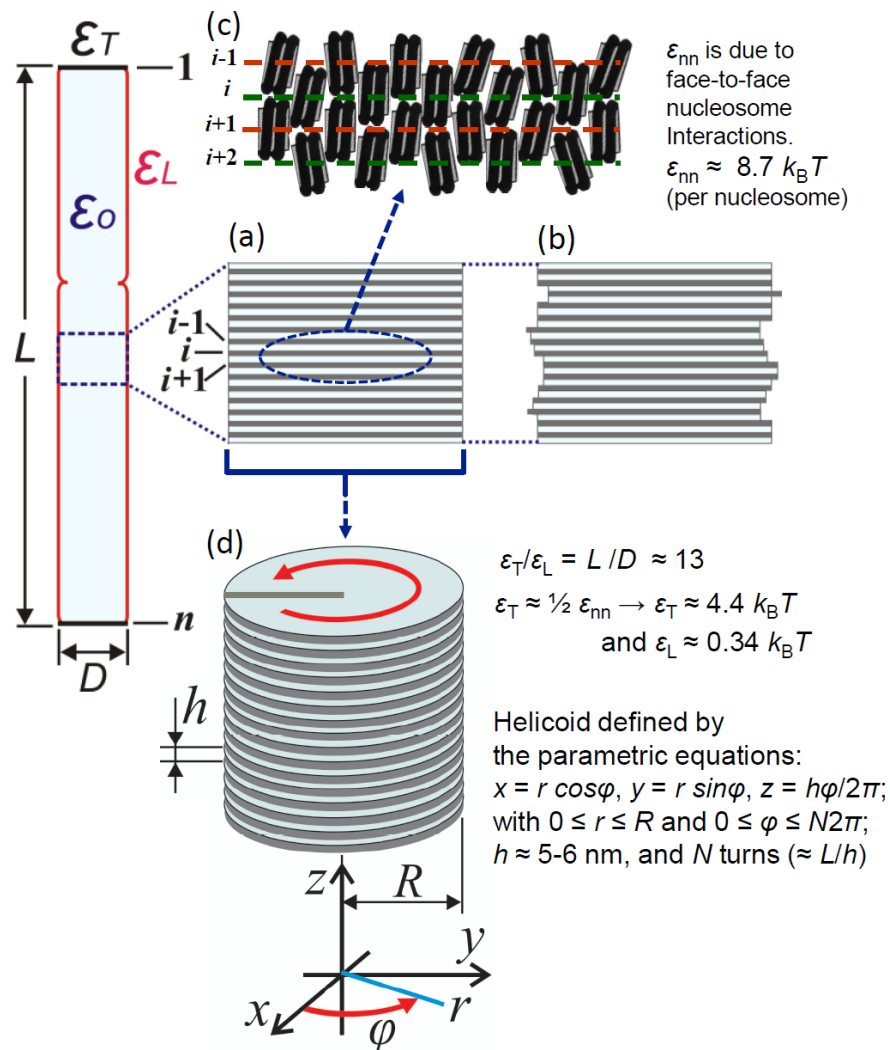 (c)
ε_T
1
i-1
i
i+1
i+2
ε_nn is due to
face-to-face
nucleosome
Interactions.
ε_nn ≈ 8.7 k_BT
(per nucleosome)
ε_L
ε_o
L
(a)
(b)
i-1
i
i+1
n
D
(d)
ε_T/ε_L = L /D ≈ 13
ε_T ≈ ½ ε_nn → ε_T ≈ 4.4 k_BT
and ε_L ≈ 0.34 k_BT
h
Helicoid defined by
the parametric equations:
x = r cosφ, y = r sinφ, z = hφ/2π;
with 0 ≤ r ≤ R and 0 ≤ φ ≤ N2π;
h ≈ 5-6 nm, and N turns (≈ L/h)
z
R
y
x
φ
r